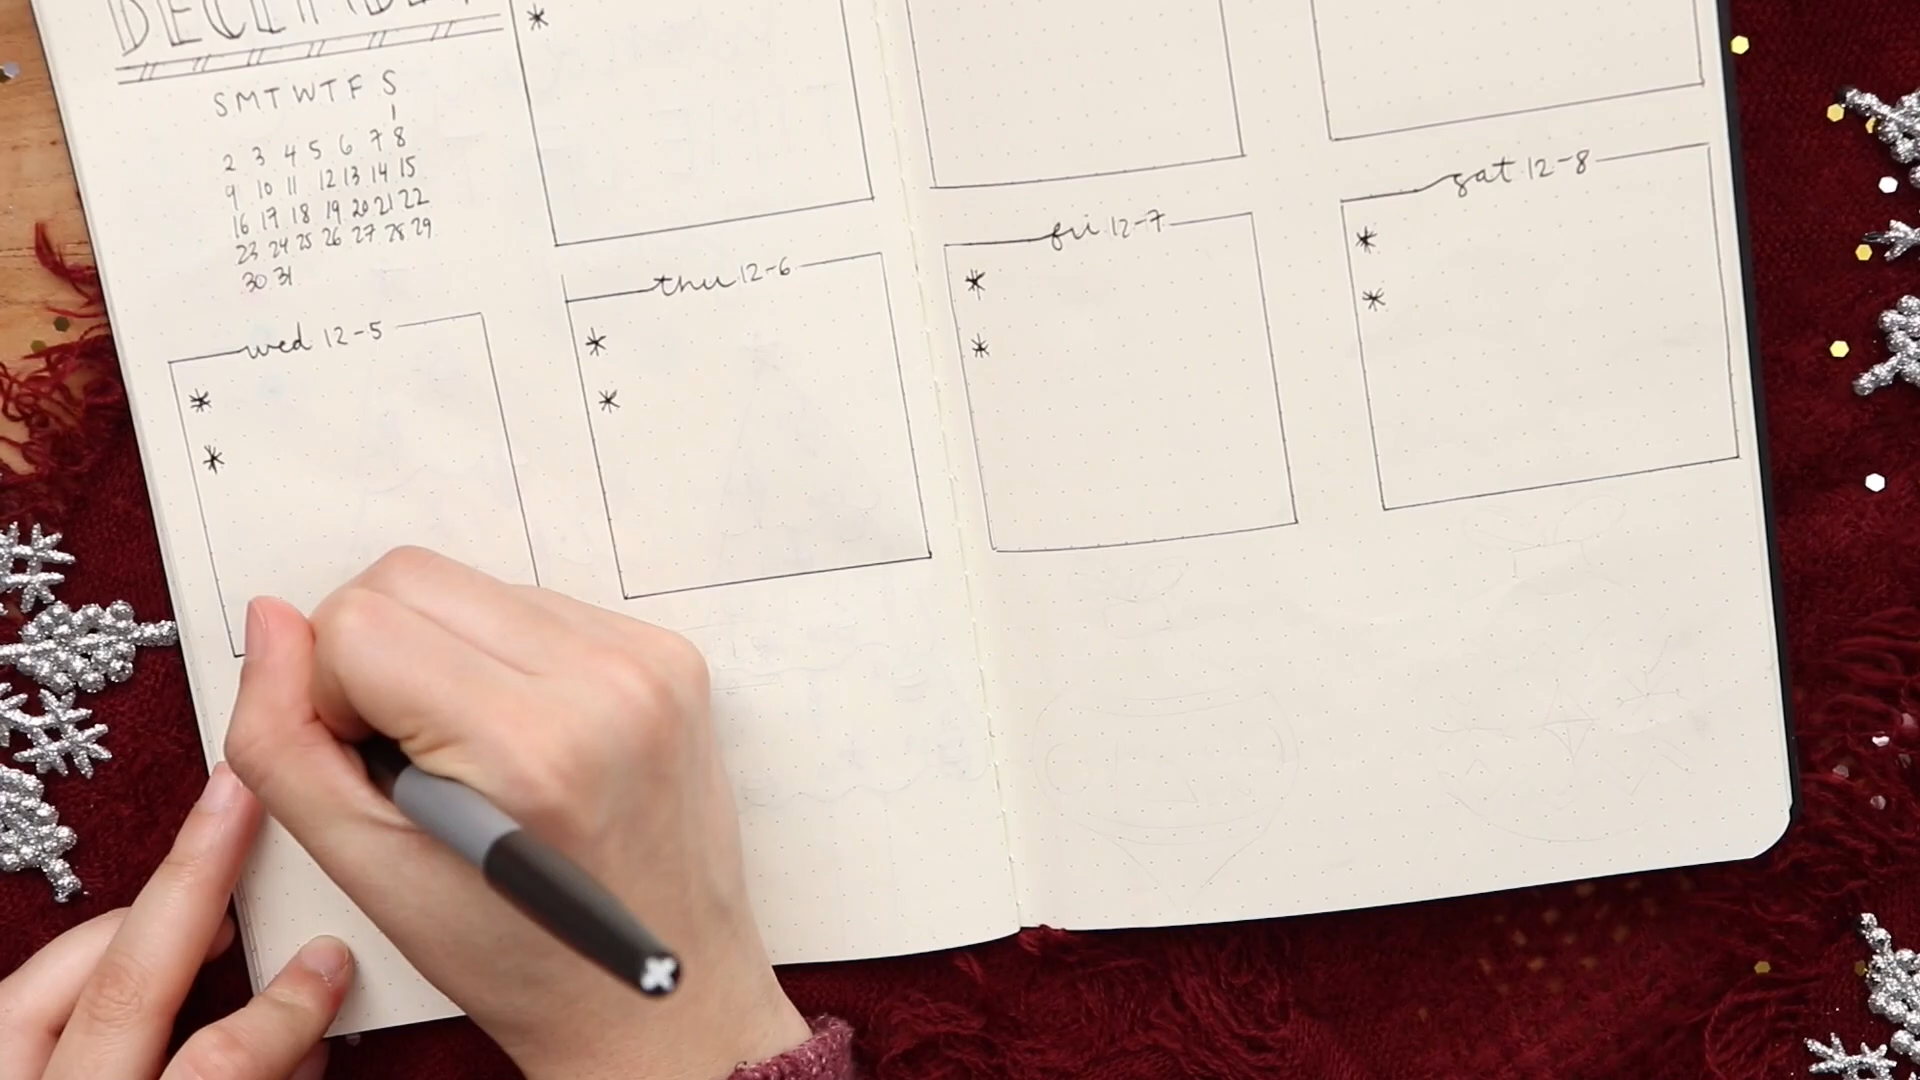 DECEMBER
S M T W T F S
1
2 3 4 5 6 7 8
9 10 11 12 13 14 15
16 17 18 19 20 21 22
23 24 25 26 27 28 29
30 31
wed 12-5
thu 12-6
fri 12-7
sat 12-8